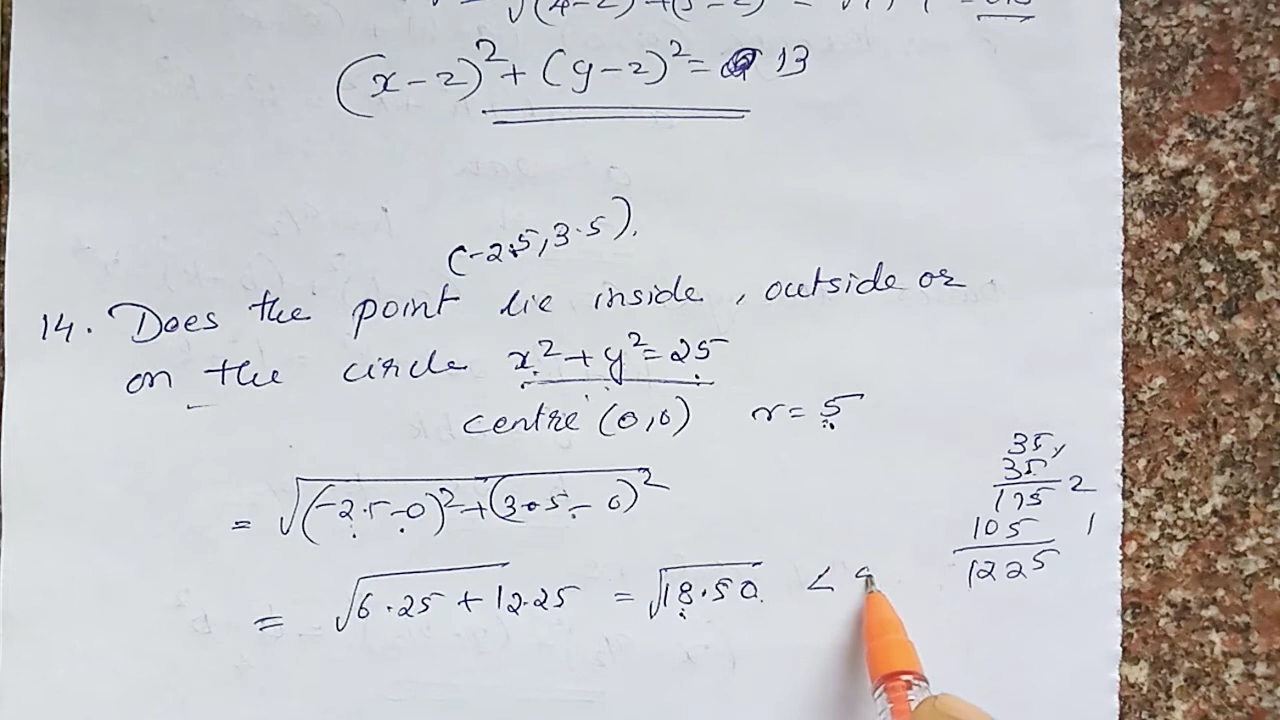 (x-2)²+(y-2)²= 13
(-2.5,3.5).
14. Does the point lie inside, outside or
on the circle x²+y²=25
centre (0,0) r=5
= √(-2.5-0)²+(3.5-0)²
= √6.25+12.25 = √18.50 <
35
35
175 2
105 1
1225